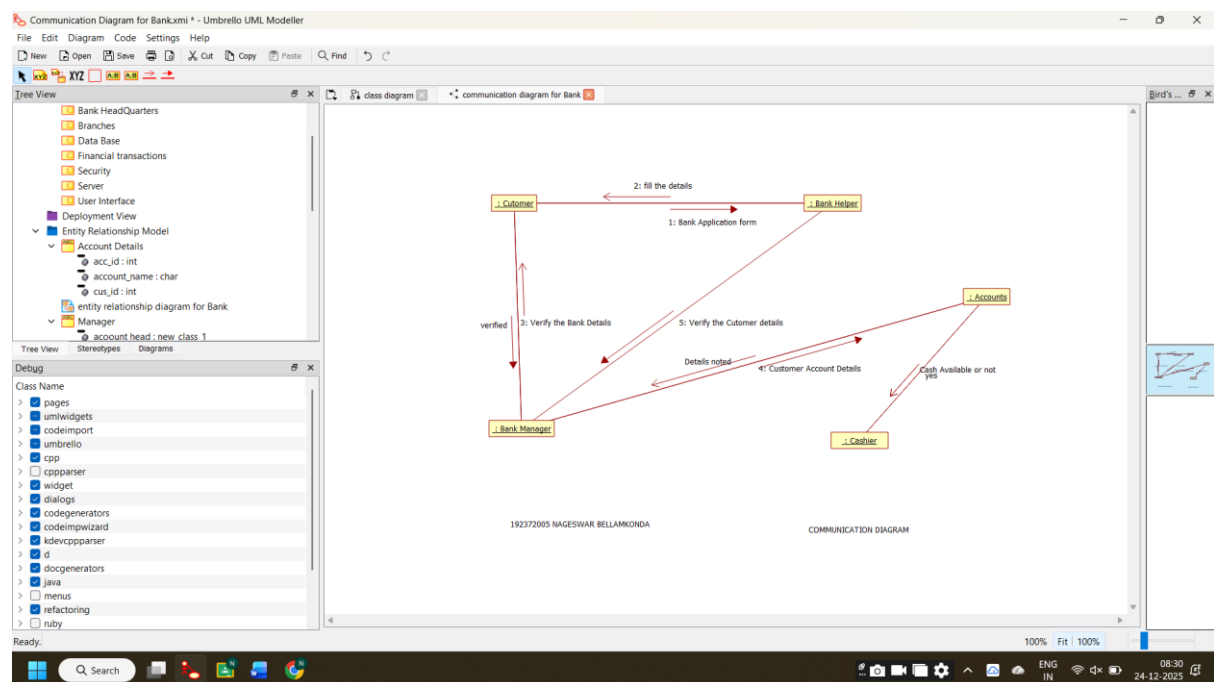 Communication Diagram for Bank.xmi * - Umbrello UML Modeller
File Edit Diagram Code Settings Help
New Open Save Cut Copy Paste Find
XYZ XYZ A:B A:B
Tree View
class diagram
communication diagram for Bank
Bird's ...
Bank HeadQuarters
Branches
Data Base
Financial transactions
Security
Server
User Interface
Deployment View
Entity Relationship Model
Account Details
acc_id : int
account_name : char
cus_id : int
entity relationship diagram for Bank
Manager
acoount head : new_class_1
Tree View Stereotypes Diagrams
Debug
Class Name
pages
umlwidgets
codeimport
umbrello
cpp
cppparser
widget
dialogs
codegenerators
codeimpwizard
kdevcppparser
d
docgenerators
java
menus
refactoring
ruby
2: fill the details
: Cutomer
: Bank Helper
1: Bank Application form
: Accounts
verified
3: Verify the Bank Details
5: Verify the Cutomer details
Details noted
4: Customer Account Details
Cash Available or not
yes
: Bank Manager
: Cashier
192372005 NAGESWAR BELLAMKONDA
COMMUNICATION DIAGRAM
Ready.
100% Fit 100%
Search
ENG
IN
08:30
24-12-2025